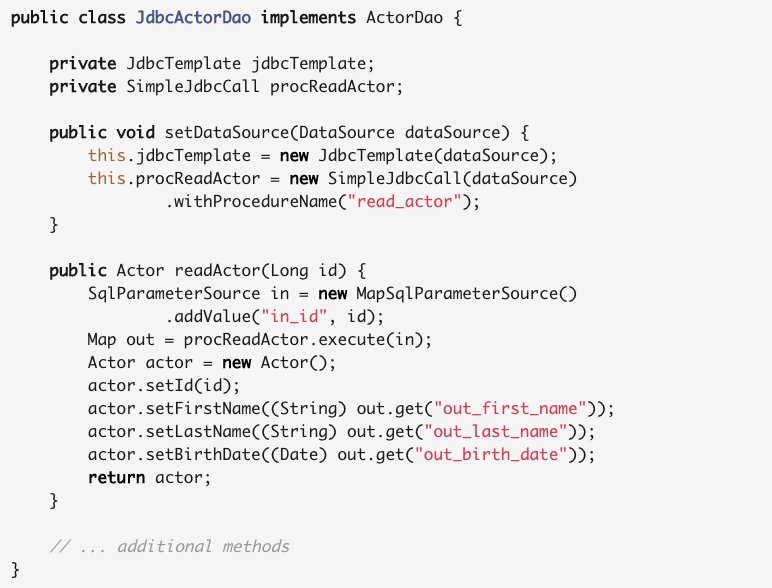 public class JdbcActorDao implements ActorDao {

    private JdbcTemplate jdbcTemplate;
    private SimpleJdbcCall procReadActor;

    public void setDataSource(DataSource dataSource) {
        this.jdbcTemplate = new JdbcTemplate(dataSource);
        this.procReadActor = new SimpleJdbcCall(dataSource)
                .withProcedureName("read_actor");
    }

    public Actor readActor(Long id) {
        SqlParameterSource in = new MapSqlParameterSource()
                .addValue("in_id", id);
        Map out = procReadActor.execute(in);
        Actor actor = new Actor();
        actor.setId(id);
        actor.setFirstName((String) out.get("out_first_name"));
        actor.setLastName((String) out.get("out_last_name"));
        actor.setBirthDate((Date) out.get("out_birth_date"));
        return actor;
    }

    // ... additional methods
}